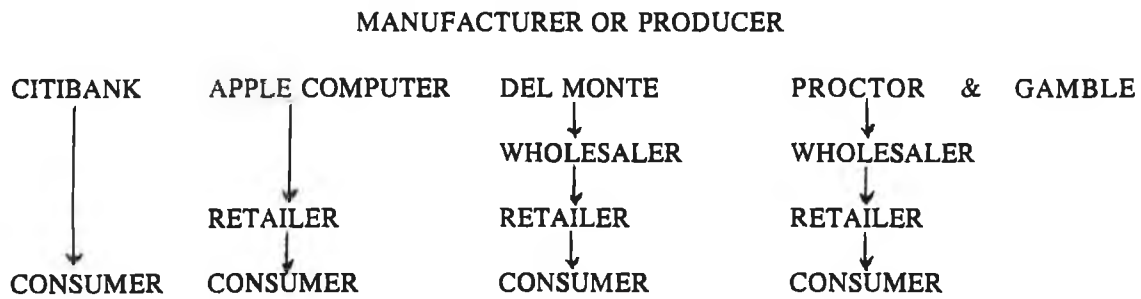 MANUFACTURER OR PRODUCER
CITIBANK APPLE COMPUTER DEL MONTE PROCTOR & GAMBLE
WHOLESALER WHOLESALER
RETAILER RETAILER RETAILER
CONSUMER CONSUMER CONSUMER CONSUMER